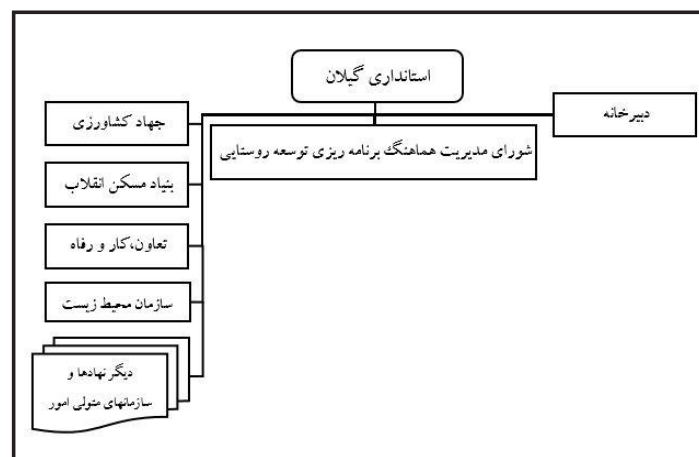 استانداری گیلان
دبیرخانه
جهاد کشاورزی
شورای مدیریت هماهنگ برنامه ریزی توسعه روستایی
بنیاد مسکن انقلاب
تعاون،کار و رفاه
سازمان محیط زیست
دیگر نهادها و
سازمانهای متولی امور